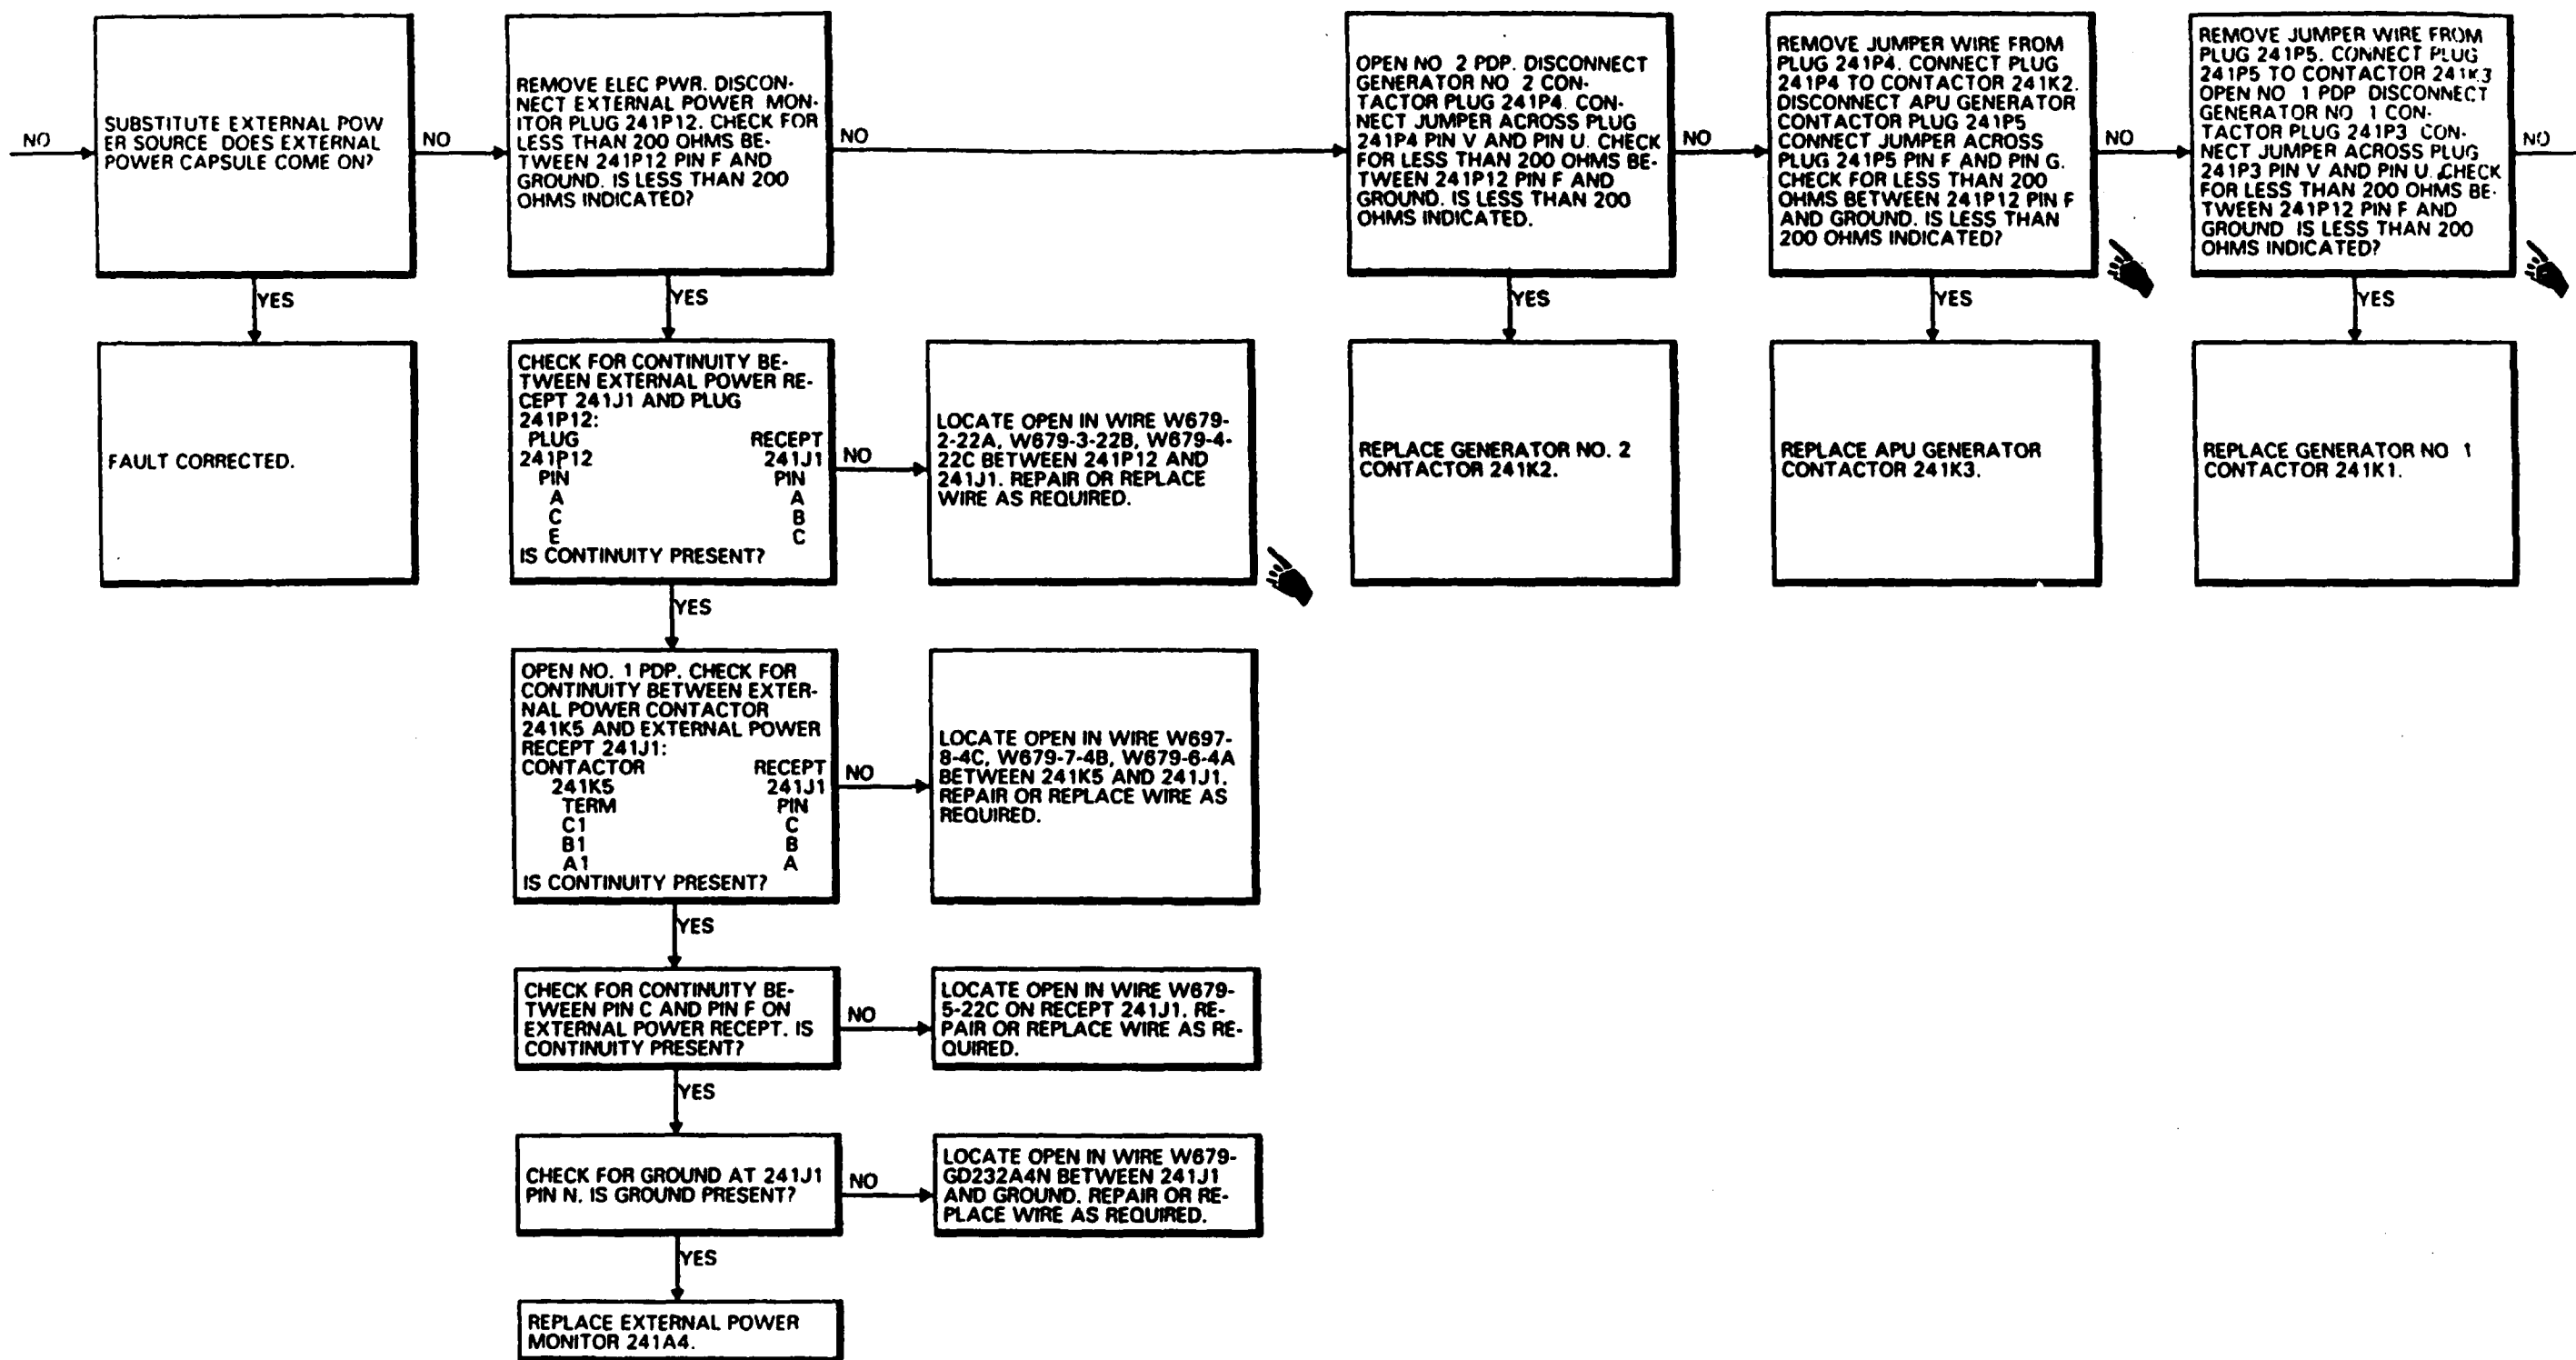 NO
SUBSTITUTE EXTERNAL POW
ER SOURCE DOES EXTERNAL
POWER CAPSULE COME ON?
NO
YES
FAULT CORRECTED.
REMOVE ELEC PWR. DISCON-
NECT EXTERNAL POWER MON-
ITOR PLUG 241P12. CHECK FOR
LESS THAN 200 OHMS BE-
TWEEN 241P12 PIN F AND
GROUND. IS LESS THAN 200
OHMS INDICATED?
NO
YES
CHECK FOR CONTINUITY BE-
TWEEN EXTERNAL POWER RE-
CEPT 241J1 AND PLUG
241P12:
PLUG RECEPT
241P12 241J1
PIN PIN
A A
C B
E C
IS CONTINUITY PRESENT?
NO
LOCATE OPEN IN WIRE W679-
2-22A, W679-3-22B, W679-4-
22C BETWEEN 241P12 AND
241J1. REPAIR OR REPLACE
WIRE AS REQUIRED.
YES
OPEN NO. 1 PDP. CHECK FOR
CONTINUITY BETWEEN EXTER-
NAL POWER CONTACTOR
241K5 AND EXTERNAL POWER
RECEPT 241J1:
CONTACTOR RECEPT
241K5 241J1
TERM PIN
C1 C
B1 B
A1 A
IS CONTINUITY PRESENT?
NO
LOCATE OPEN IN WIRE W697-
8-4C, W679-7-4B, W679-6-4A
BETWEEN 241K5 AND 241J1.
REPAIR OR REPLACE WIRE AS
REQUIRED.
YES
CHECK FOR CONTINUITY BE-
TWEEN PIN C AND PIN F ON
EXTERNAL POWER RECEPT. IS
CONTINUITY PRESENT?
NO
LOCATE OPEN IN WIRE W679-
5-22C ON RECEPT 241J1. RE-
PAIR OR REPLACE WIRE AS RE-
QUIRED.
YES
CHECK FOR GROUND AT 241J1
PIN N. IS GROUND PRESENT?
NO
LOCATE OPEN IN WIRE W679-
GD232A4N BETWEEN 241J1
AND GROUND. REPAIR OR RE-
PLACE WIRE AS REQUIRED.
YES
REPLACE EXTERNAL POWER
MONITOR 241A4.
OPEN NO 2 PDP. DISCONNECT
GENERATOR NO. 2 CON-
TACTOR PLUG 241P4. CON-
NECT JUMPER ACROSS PLUG
241P4 PIN V AND PIN U. CHECK
FOR LESS THAN 200 OHMS BE-
TWEEN 241P12 PIN F AND
GROUND. IS LESS THAN 200
OHMS INDICATED.
NO
YES
REPLACE GENERATOR NO. 2
CONTACTOR 241K2.
REMOVE JUMPER WIRE FROM
PLUG 241P4. CONNECT PLUG
241P4 TO CONTACTOR 241K2.
DISCONNECT APU GENERATOR
CONTACTOR PLUG 241P5
CONNECT JUMPER ACROSS
PLUG 241P5 PIN F AND PIN G.
CHECK FOR LESS THAN 200
OHMS BETWEEN 241P12 PIN F
AND GROUND. IS LESS THAN
200 OHMS INDICATED?
NO
YES
REPLACE APU GENERATOR
CONTACTOR 241K3.
REMOVE JUMPER WIRE FROM
PLUG 241P5. CONNECT PLUG
241P5 TO CONTACTOR 241K3
OPEN NO 1 PDP DISCONNECT
GENERATOR NO 1 CON-
TACTOR PLUG 241P3 CON-
NECT JUMPER ACROSS PLUG
241P3 PIN V AND PIN U. CHECK
FOR LESS THAN 200 OHMS BE-
TWEEN 241P12 PIN F AND
GROUND IS LESS THAN 200
OHMS INDICATED?
NO
YES
REPLACE GENERATOR NO 1
CONTACTOR 241K1.